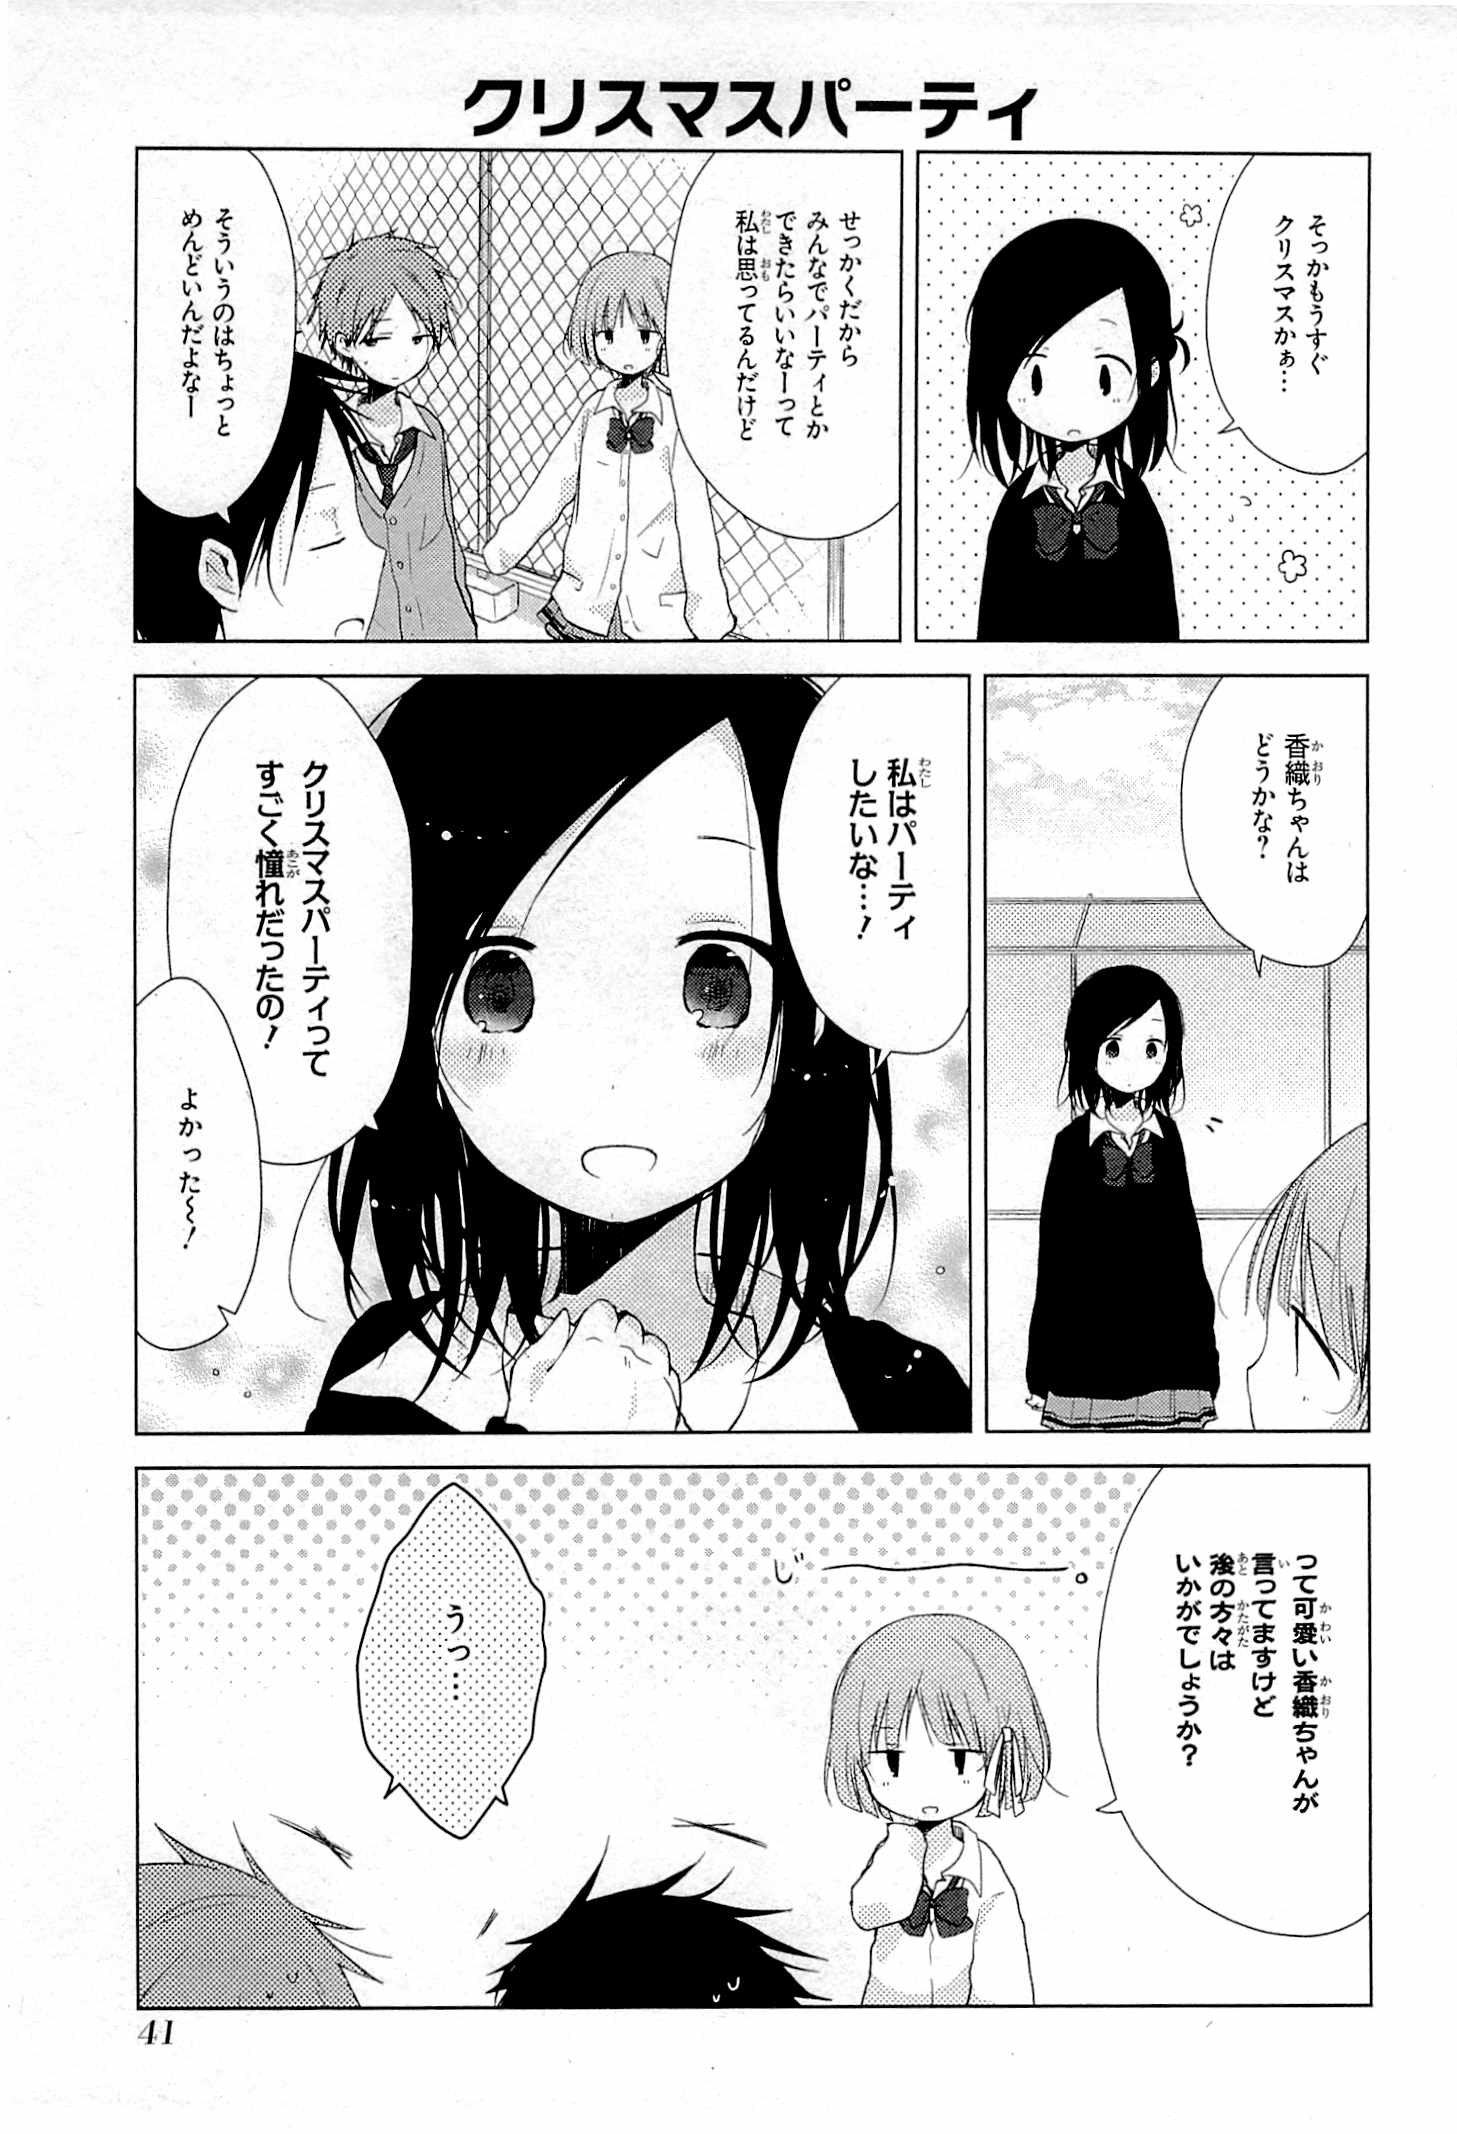 クリスマスパーティ
そっかもうすぐ
クリスマスかぁ…
せっかくだから
みんなでパーティとか
できたらいいなーって
私は思ってるんだけど
そういうのはちょっと
めんどいんだよなー
香織ちゃんは
どうかな？
私はパーティ
したいな…！
クリスマスパーティって
すごく憧れだったの！
よかった〜！
って可愛い香織ちゃんが
言ってますけど
後の方々は
いかがでしょうか？
じーー。
うっ…
41